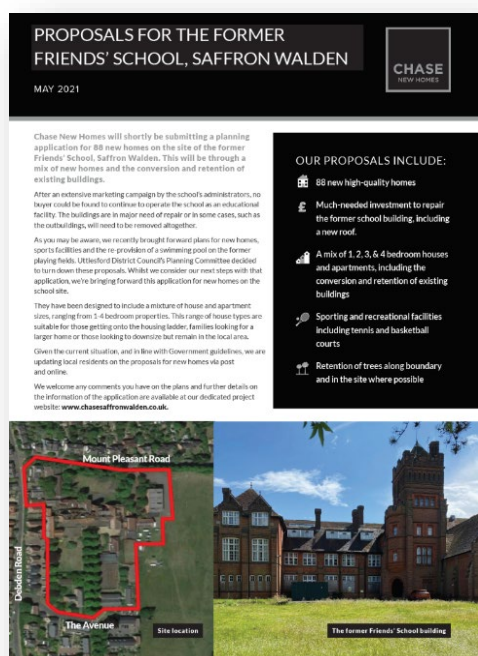 PROPOSALS FOR THE FORMER
FRIENDS' SCHOOL, SAFFRON WALDEN
MAY 2021
CHASE
NEW HOMES
Chase New Homes will shortly be submitting a planning
application for 88 new homes on the site of the former
Friends' School, Saffron Walden. This will be through a
mix of new homes and the conversion and retention of
existing buildings.
After an extensive marketing campaign by the school's administrators, no
buyer could be found to continue to operate the school as an educational
facility. The buildings are in major need of repair or in some cases, such as
the outbuildings, will need to be removed altogether.
As you may be aware, we recently brought forward plans for new homes,
sports facilities and the re-provision of a swimming pool on the former
playing fields. Uttlesford District Council's Planning Committee decided
to turn down these proposals. Whilst we consider our next steps with that
application, we're bringing forward this application for new homes on the
school site.
They have been designed to include a mixture of house and apartment
sizes, ranging from 1-4 bedroom properties. This range of house types are
suitable for those getting onto the housing ladder, families looking for a
larger home or those looking to downsize but remain in the local area.
Given the current situation, and in line with Government guidelines, we are
updating local residents on the proposals for new homes via post
and online.
We welcome any comments you have on the plans and further details on
the information of the application are available at our dedicated project
website: www.chasesaffronwalden.co.uk.
OUR PROPOSALS INCLUDE:
88 new high-quality homes
£ Much-needed investment to repair
the former school building, including
a new roof.
A mix of 1, 2, 3, & 4 bedroom houses
and apartments, including the
conversion and retention of existing
buildings
Sporting and recreational facilities
including tennis and basketball
courts
Retention of trees along boundary
and in the site where possible
Mount Pleasant Road
Debden Road
The Avenue
Site location
The former Friends' School building